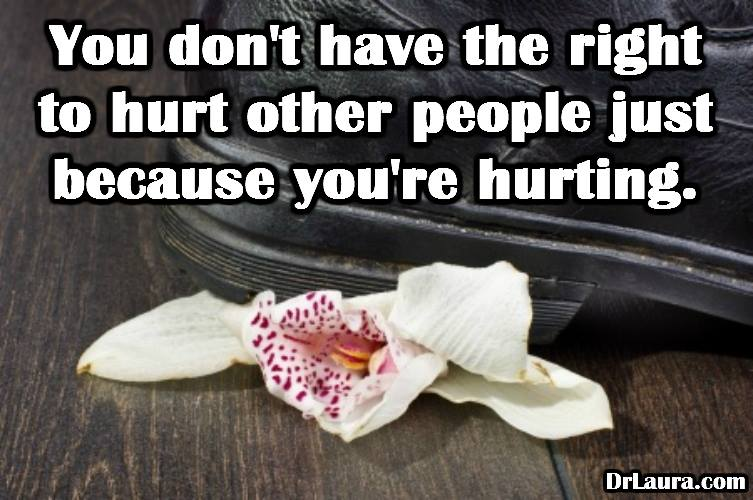 You don't have the right
to hurt other people just
because you're hurting.
DrLaura.com